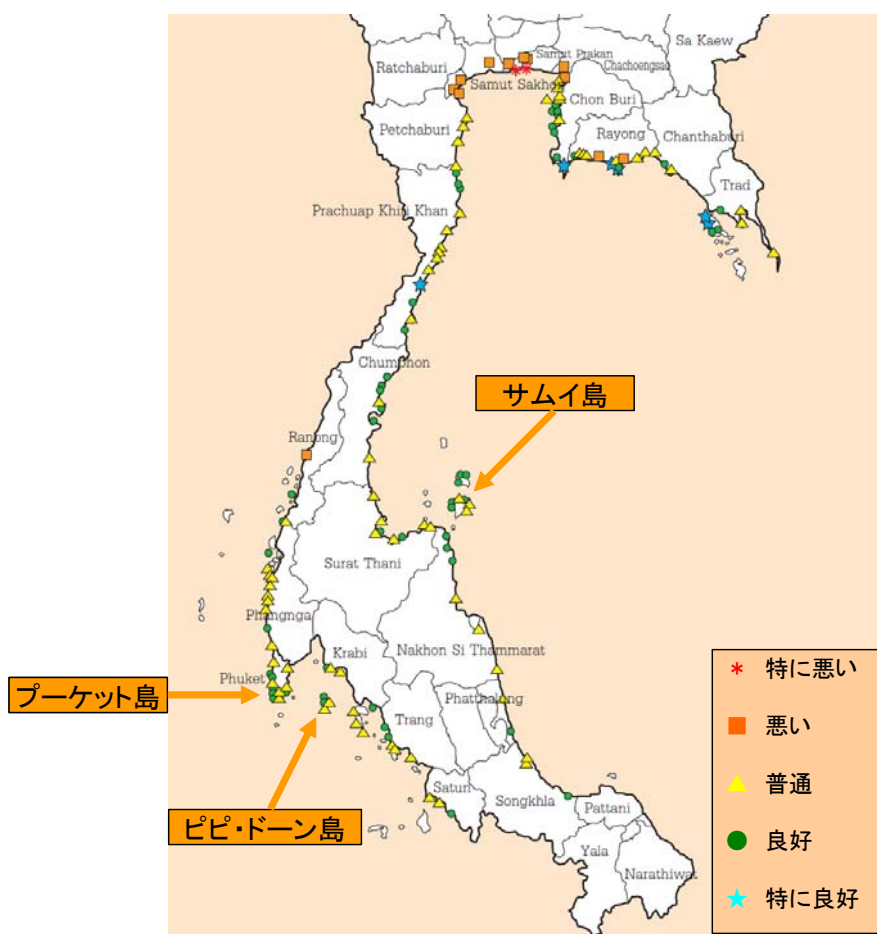 Sa Kaew
Samut Prakan
Ratchaburi
Chachoengsao
Samut Sakhon
Chon Buri
Petchaburi
Rayong
Chanthaburi
Trad
Prachuap Khiri Khan
Chumphon
サムイ島
Ranong
Surat Thani
Phangnga
Krabi
Nakhon Si Thammarat
Phuket
プーケット島
Phatthalung
Trang
ピピ・ドーン島
Satun
Songkhla
Pattani
Yala
Narathiwat
特に悪い
悪い
普通
良好
特に良好